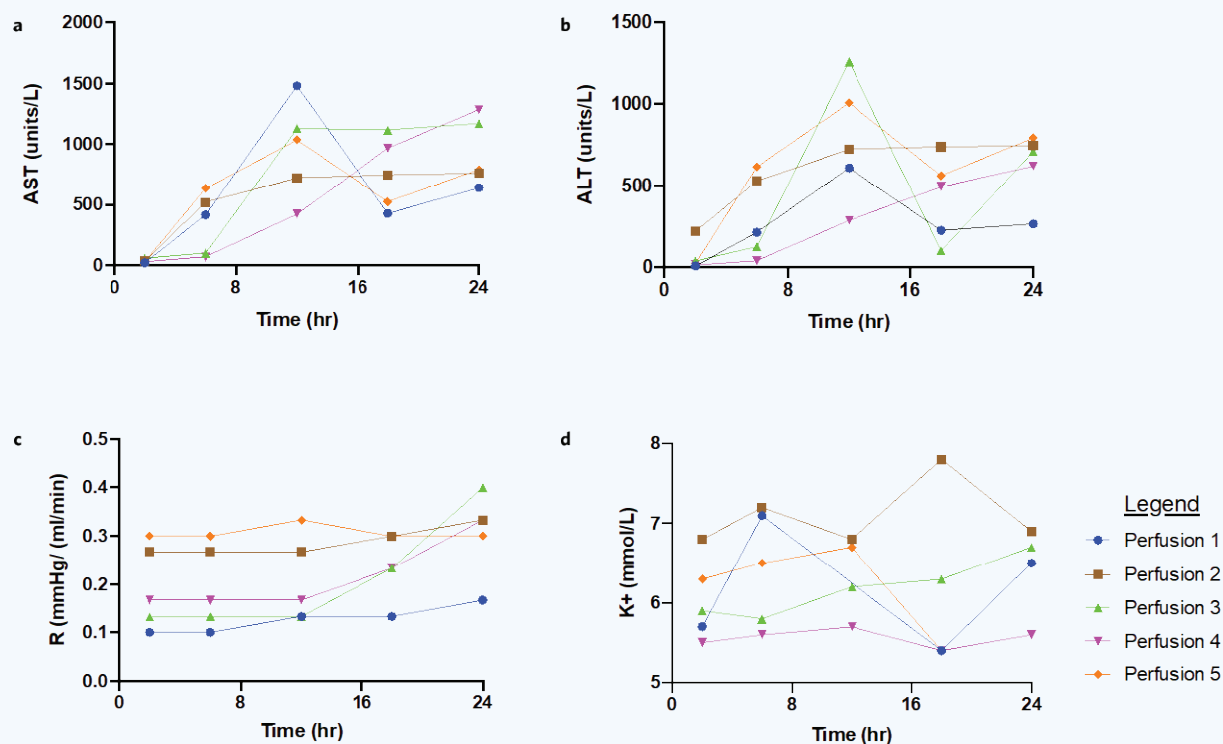 a
AST (units/L)
2000
1500
1000
500
0
0 8 16 24
Time (hr)
b
ALT (units/L)
1500
1000
500
0
0 8 16 24
Time (hr)
c
R (mmHg/ (ml/min)
0.5
0.4
0.3
0.2
0.1
0.0
0 8 16 24
Time (hr)
d
K+ (mmol/L)
8
7
6
5
0 8 16 24
Time (hr)
Legend
Perfusion 1
Perfusion 2
Perfusion 3
Perfusion 4
Perfusion 5